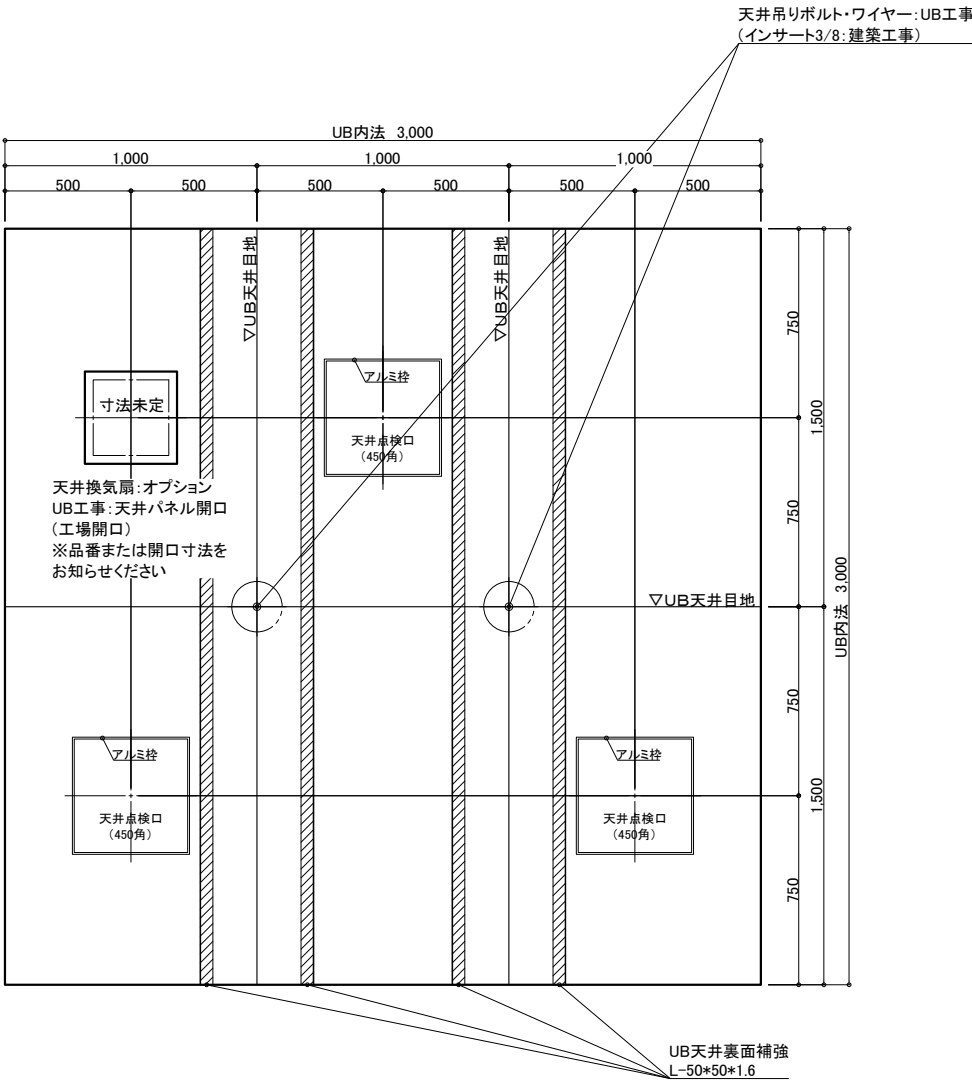 天井吊りボルト・ワイヤー:UB工事
(インサート3/8:建築工事)
UB内法 3,000
1,000
1,000
1,000
500
500
500
500
500
500
▽UB天井目地
▽UB天井目地
750
1,500
アルミ枠
寸法未定
天井点検口
(450角)
天井換気扇:オプション
UB工事:天井パネル開口
(工場開口)
※品番または開口寸法を
お知らせください
750
▽UB天井目地
UB内法 3,000
750
アルミ枠
アルミ枠
1,500
天井点検口
(450角)
天井点検口
(450角)
750
UB天井裏面補強
L-50*50*1.6